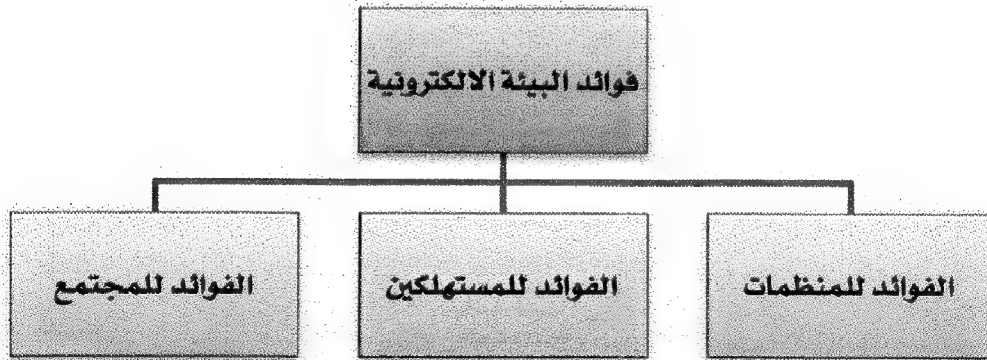 فوائد البيئة الالكترونية
الفوائد للمنظمات
الفوائد للمستهلكين
الفوائد للمجتمع